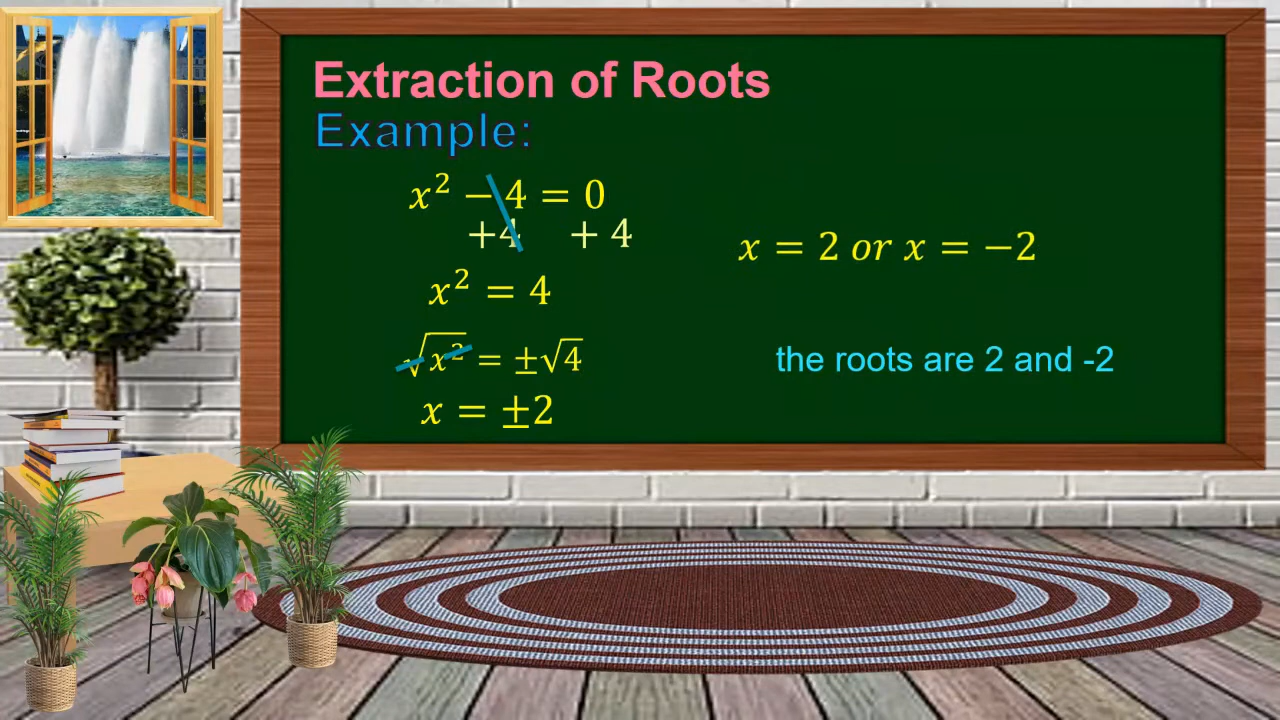 Extraction of Roots
Example:
x² − 4 = 0
+4 + 4
x² = 4
√x² = ±√4
x = ±2
x = 2 or x = −2
the roots are 2 and -2